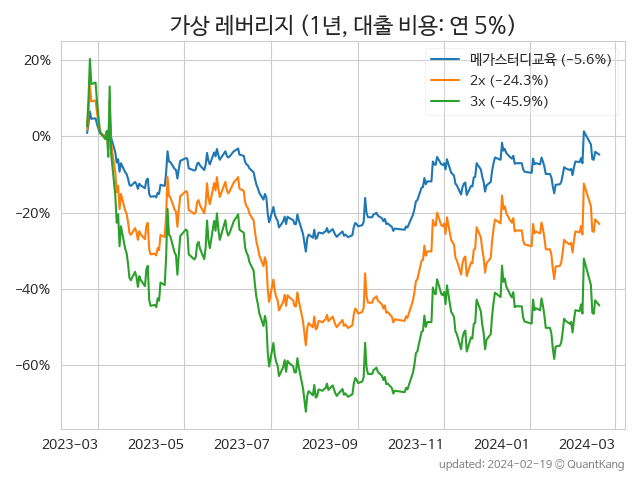 가상 레버리지 (1년, 대출 비용: 연 5%)
메가스터디교육 (−5.6%)
2x (−24.3%)
3x (−45.9%)
20%
0%
−20%
−40%
−60%
2023-03 2023-05 2023-07 2023-09 2023-11 2024-01 2024-03
updated: 2024-02-19 © QuantKang